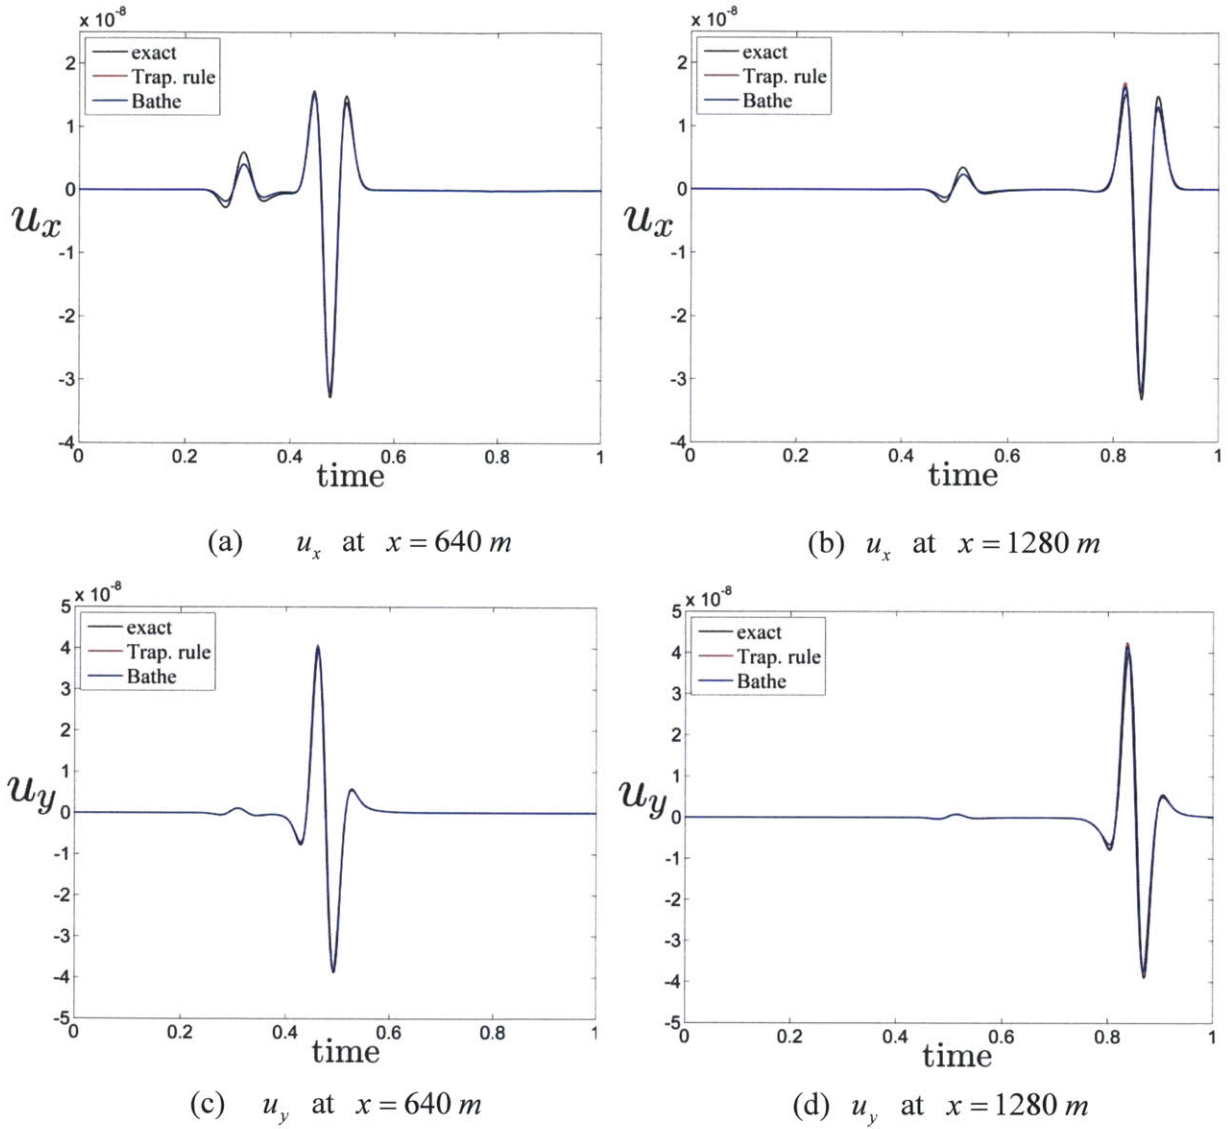 x 10⁻⁸
exact
Trap. rule
Bathe
2
1
0
-1
-2
-3
-4
0 0.2 0.4 0.6 0.8 1
u_x
time
(a) u_x at x = 640 m
x 10⁻⁸
exact
Trap. rule
Bathe
2
1
0
-1
-2
-3
-4
0 0.2 0.4 0.6 0.8 1
u_x
time
(b) u_x at x = 1280 m
5 x 10⁻⁸
exact
Trap. rule
Bathe
4
3
2
1
0
-1
-2
-3
-4
-5
0 0.2 0.4 0.6 0.8 1
u_y
time
(c) u_y at x = 640 m
5 x 10⁻⁸
exact
Trap. rule
Bathe
4
3
2
1
0
-1
-2
-3
-4
-5
0 0.2 0.4 0.6 0.8 1
u_y
time
(d) u_y at x = 1280 m